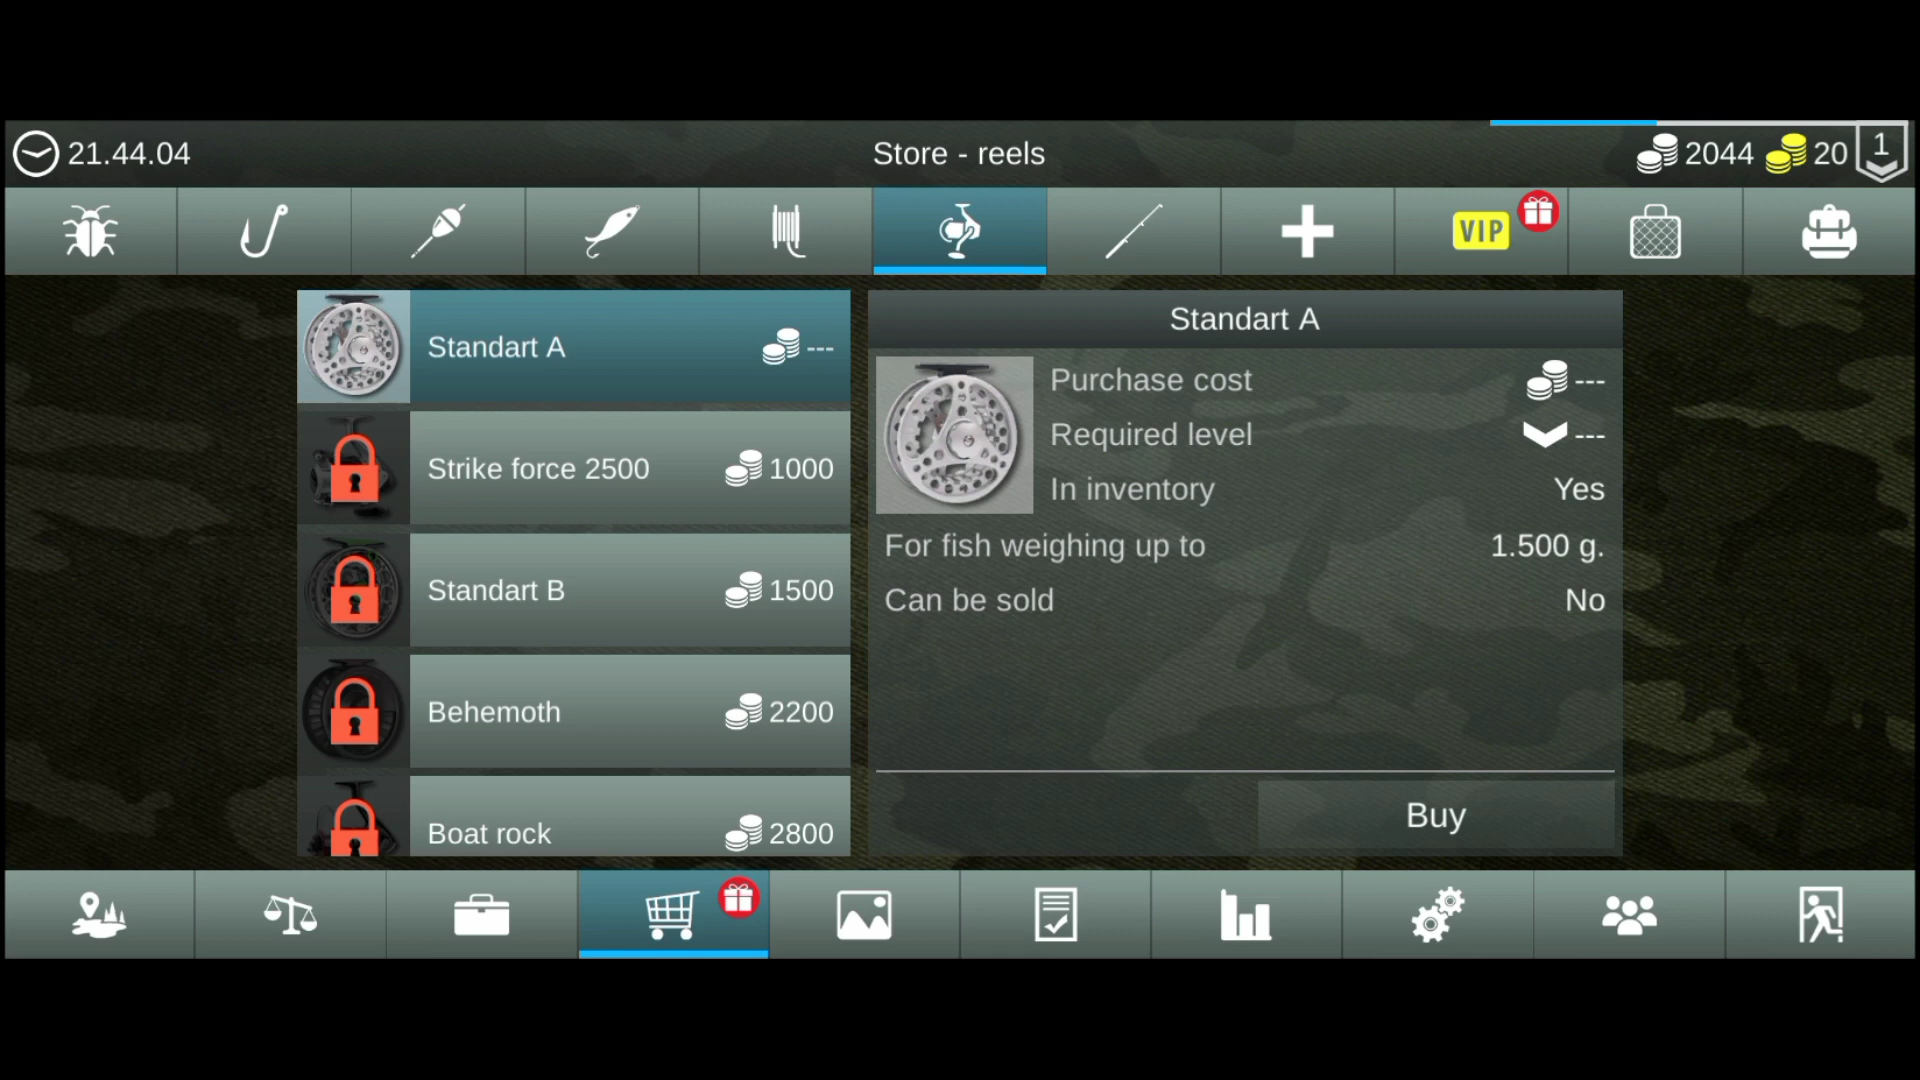 21.44.04
Store - reels
2044
20
1
VIP
Standart A
---
Strike force 2500
1000
Standart B
1500
Behemoth
2200
Boat rock
2800
Standart A
Purchase cost
---
Required level
---
In inventory
Yes
For fish weighing up to
1.500 g.
Can be sold
No
Buy